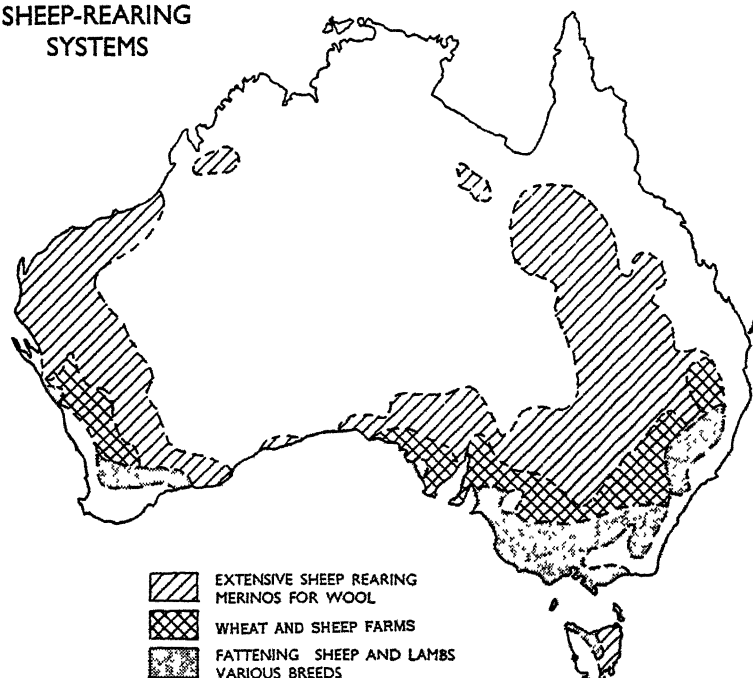 SHEEP-REARING
SYSTEMS
EXTENSIVE SHEEP REARING
MERINOS FOR WOOL
WHEAT AND SHEEP FARMS
FATTENING SHEEP AND LAMBS
VARIOUS BREEDS